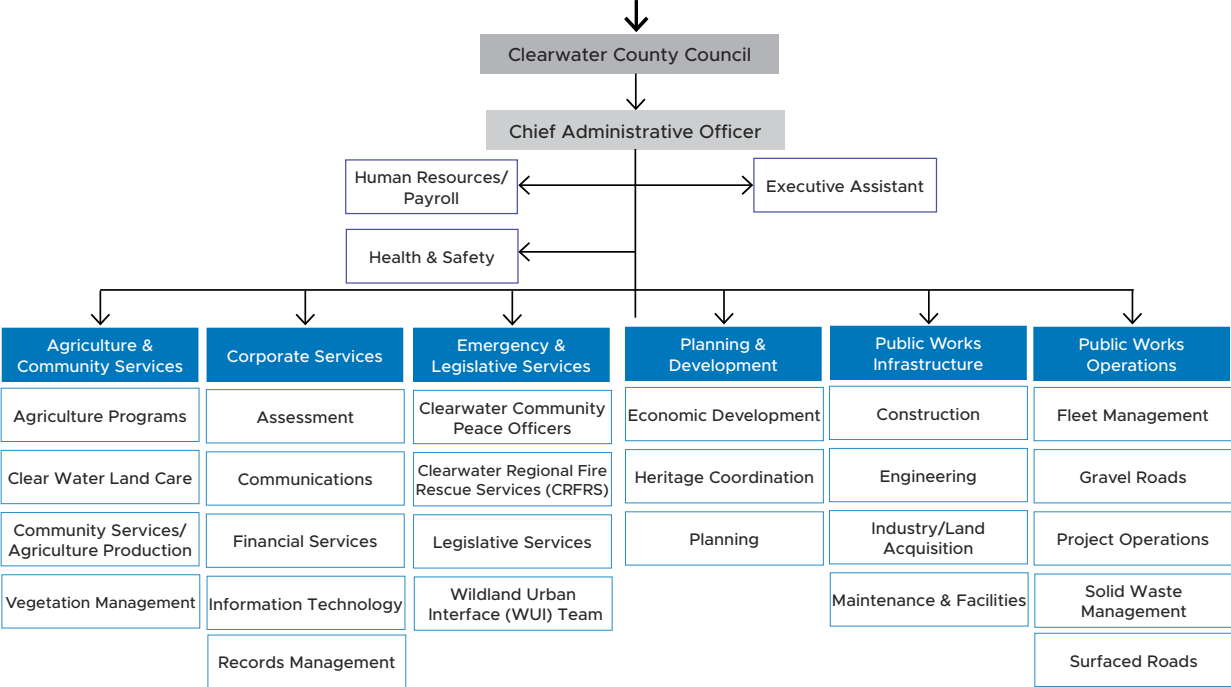 Clearwater County Council
Chief Administrative Officer
Human Resources/
Payroll
Executive Assistant
Health & Safety
Agriculture &
Community Services
Agriculture Programs
Clear Water Land Care
Community Services/
Agriculture Production
Vegetation Management
Corporate Services
Assessment
Communications
Financial Services
Information Technology
Records Management
Emergency &
Legislative Services
Clearwater Community
Peace Officers
Clearwater Regional Fire
Rescue Services (CRFRS)
Legislative Services
Wildland Urban
Interface (WUI) Team
Planning &
Development
Economic Development
Heritage Coordination
Planning
Public Works
Infrastructure
Construction
Engineering
Industry/Land
Acquisition
Maintenance & Facilities
Public Works
Operations
Fleet Management
Gravel Roads
Project Operations
Solid Waste
Management
Surfaced Roads